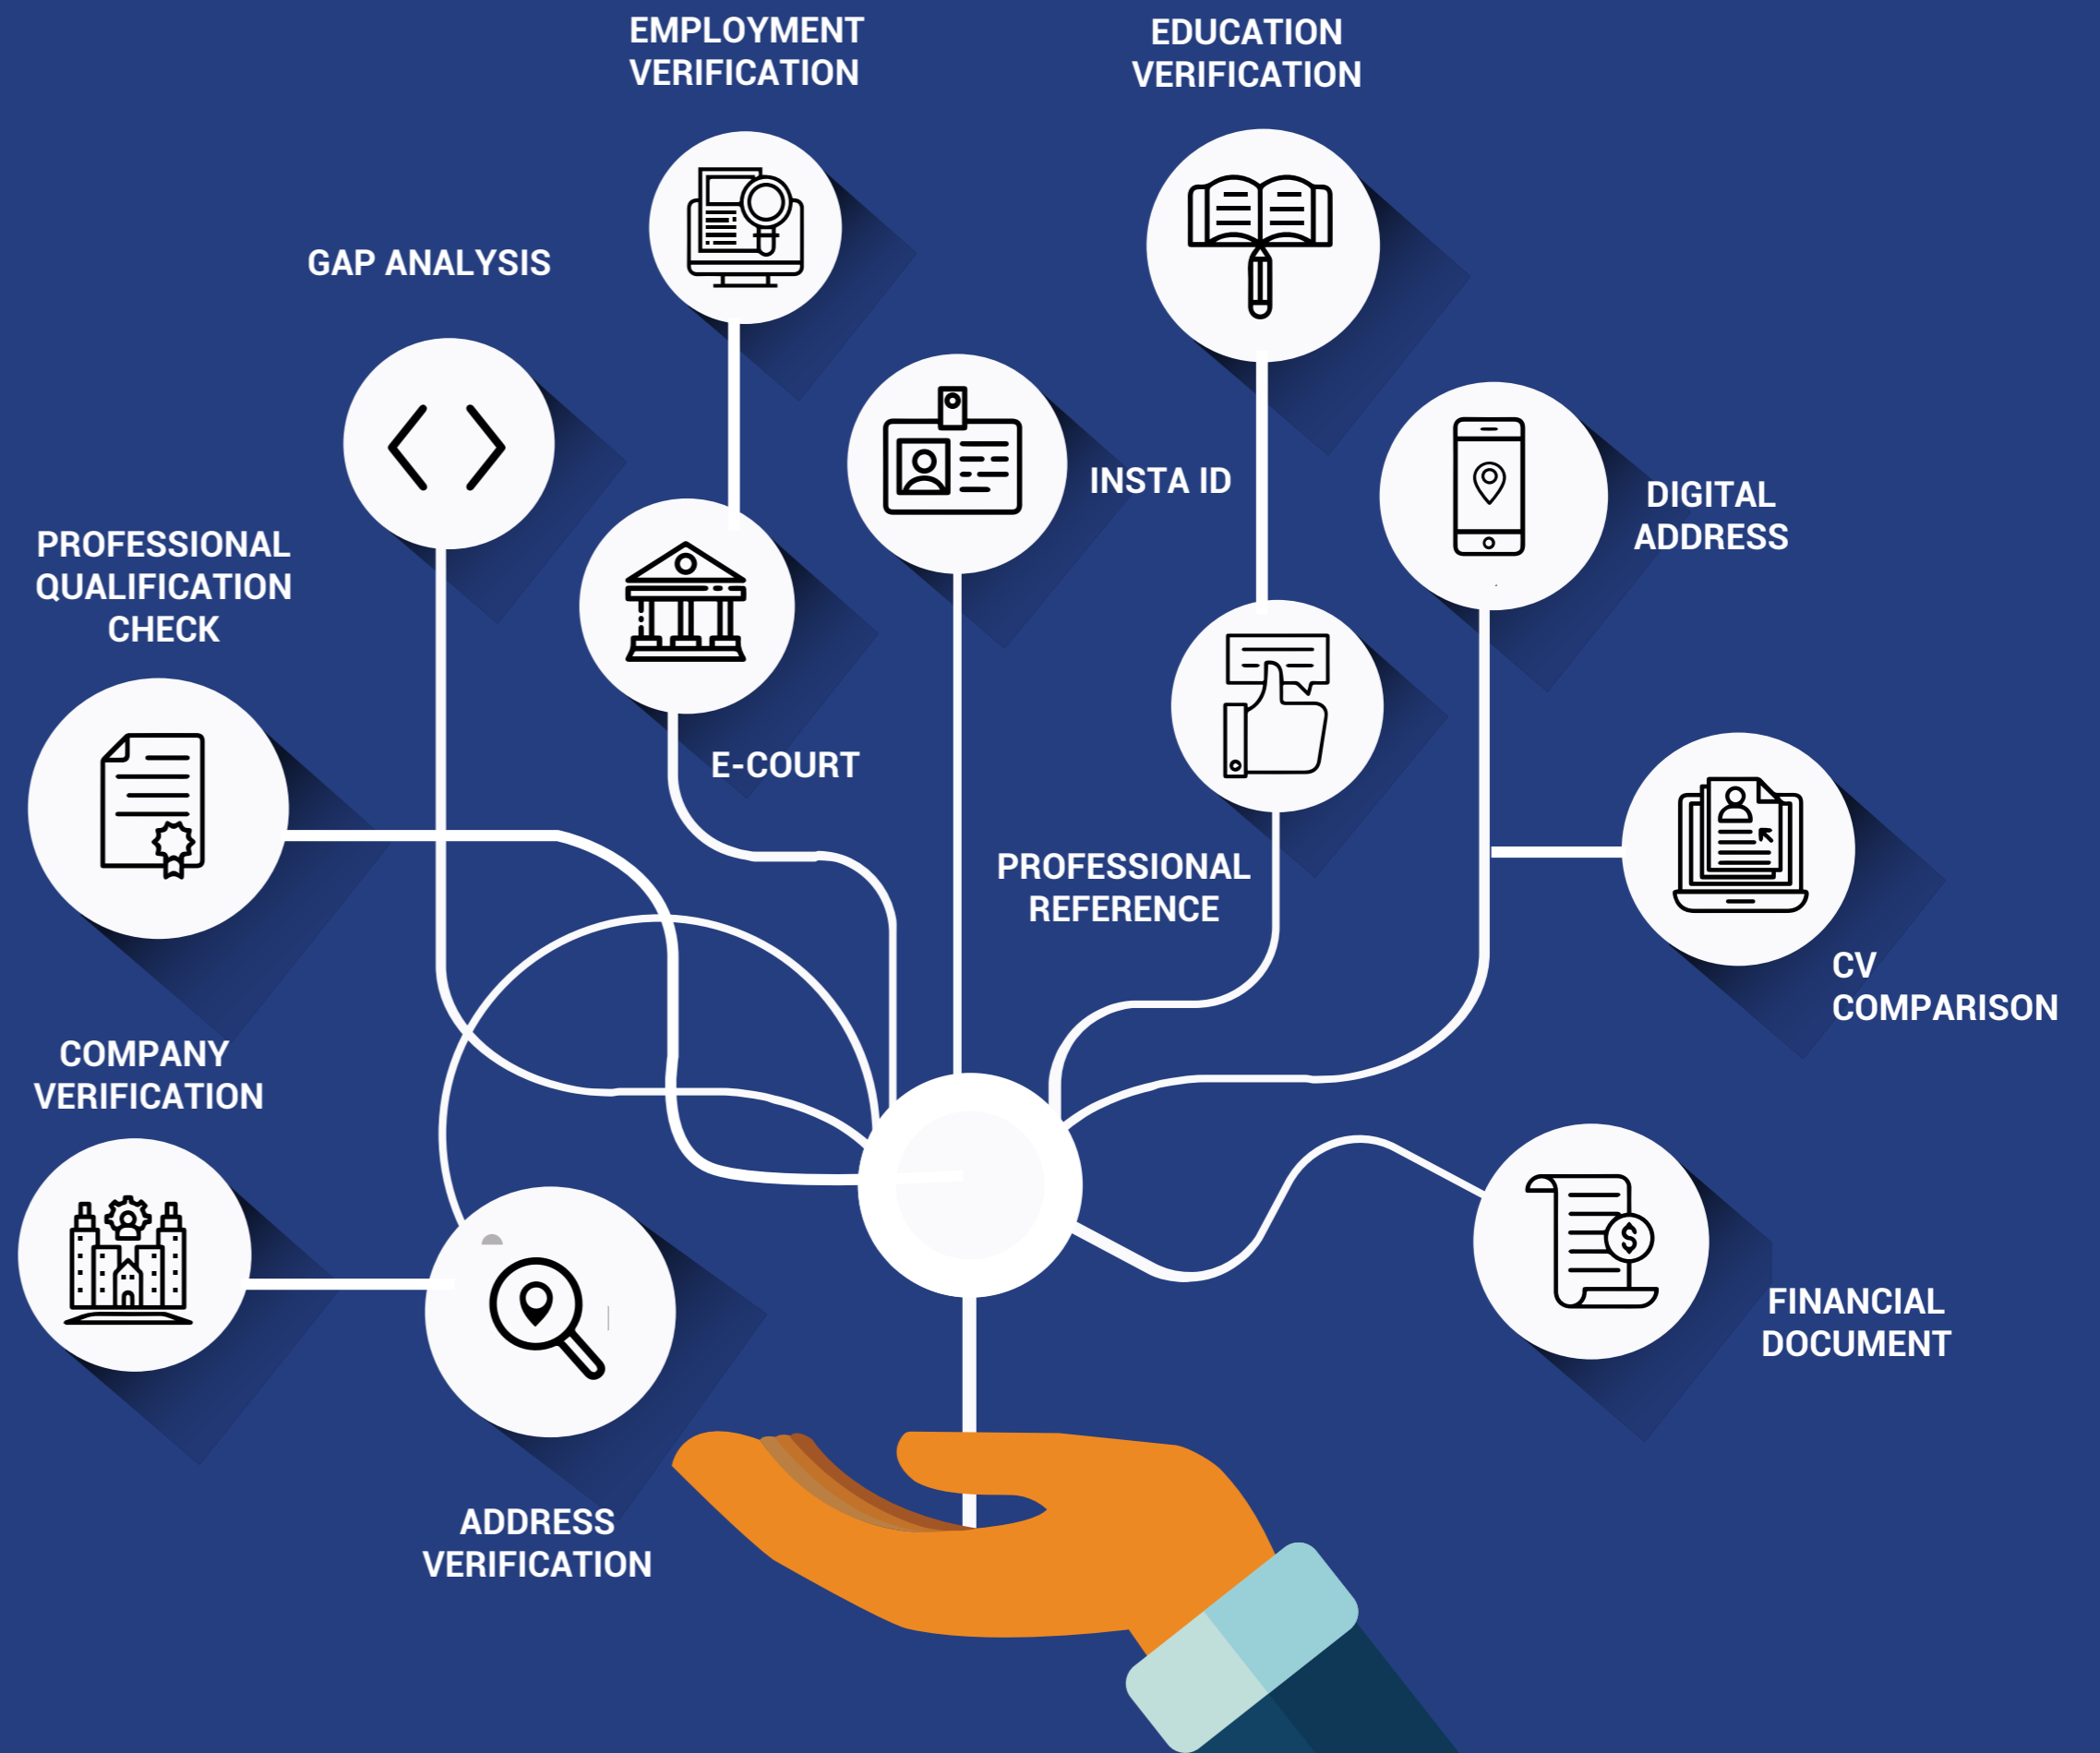 EMPLOYMENT
VERIFICATION
EDUCATION
VERIFICATION
GAP ANALYSIS
INSTA ID
DIGITAL
ADDRESS
PROFESSIONAL
QUALIFICATION
CHECK
E-COURT
PROFESSIONAL
REFERENCE
CV
COMPARISON
COMPANY
VERIFICATION
FINANCIAL
DOCUMENT
ADDRESS
VERIFICATION